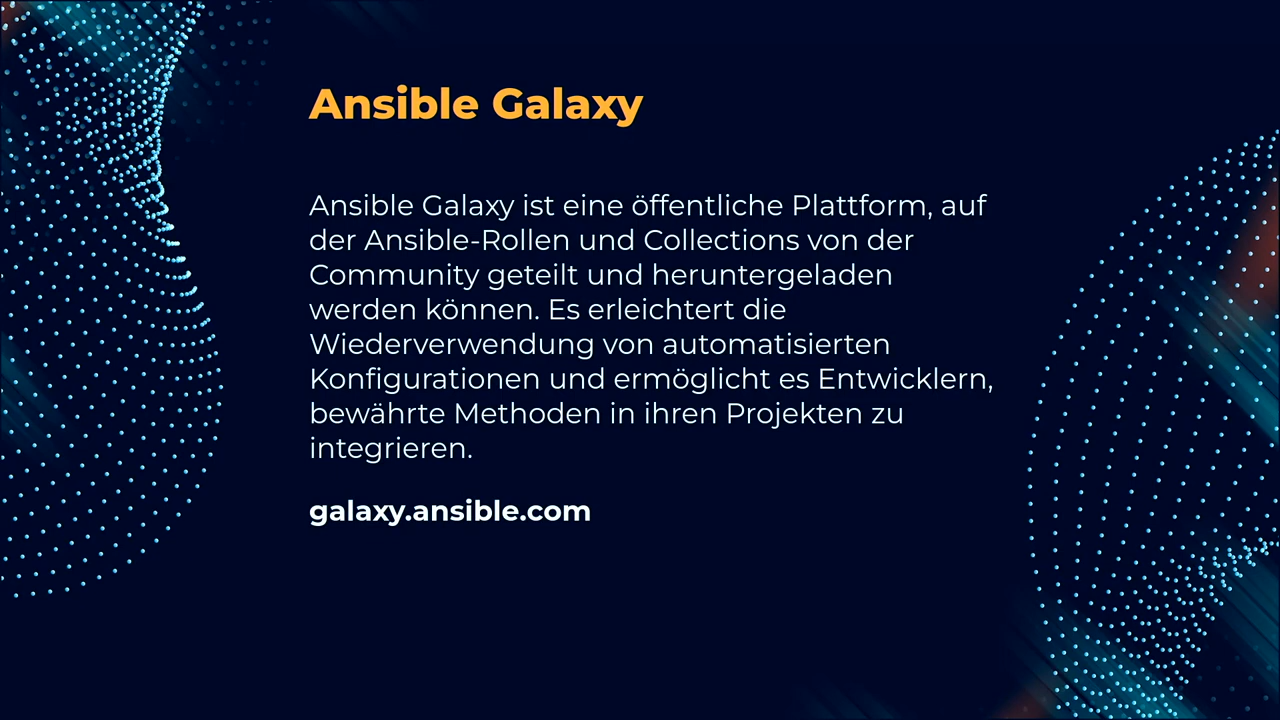 Ansible Galaxy
Ansible Galaxy ist eine öffentliche Plattform, auf
der Ansible-Rollen und Collections von der
Community geteilt und heruntergeladen
werden können. Es erleichtert die
Wiederverwendung von automatisierten
Konfigurationen und ermöglicht es Entwicklern,
bewährte Methoden in ihren Projekten zu
integrieren.
galaxy.ansible.com